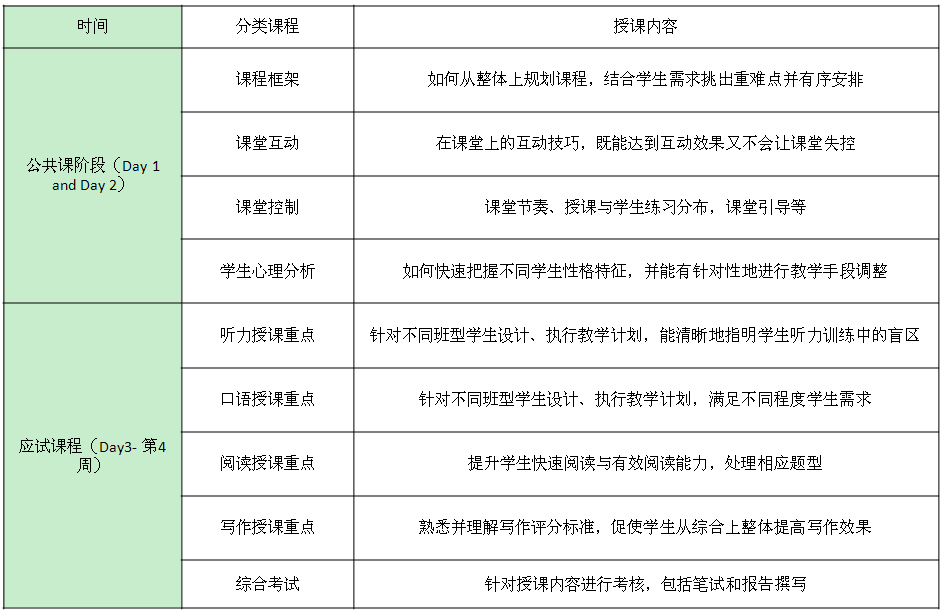 时间 分类课程 授课内容
公共课阶段（Day 1
and Day 2）
课程框架 如何从整体上规划课程，结合学生需求挑出重难点并有序安排
课堂互动 在课堂上的互动技巧，既能达到互动效果又不会让课堂失控
课堂控制 课堂节奏、授课与学生练习分布，课堂引导等
学生心理分析 如何快速把握不同学生性格特征，并能有针对性地进行教学手段调整
应试课程（Day3- 第4
周）
听力授课重点 针对不同班型学生设计、执行教学计划，能清晰地指明学生听力训练中的盲区
口语授课重点 针对不同班型学生设计、执行教学计划，满足不同程度学生需求
阅读授课重点 提升学生快速阅读与有效阅读能力，处理相应题型
写作授课重点 熟悉并理解写作评分标准，促使学生从综合上整体提高写作效果
综合考试 针对授课内容进行考核，包括笔试和报告撰写